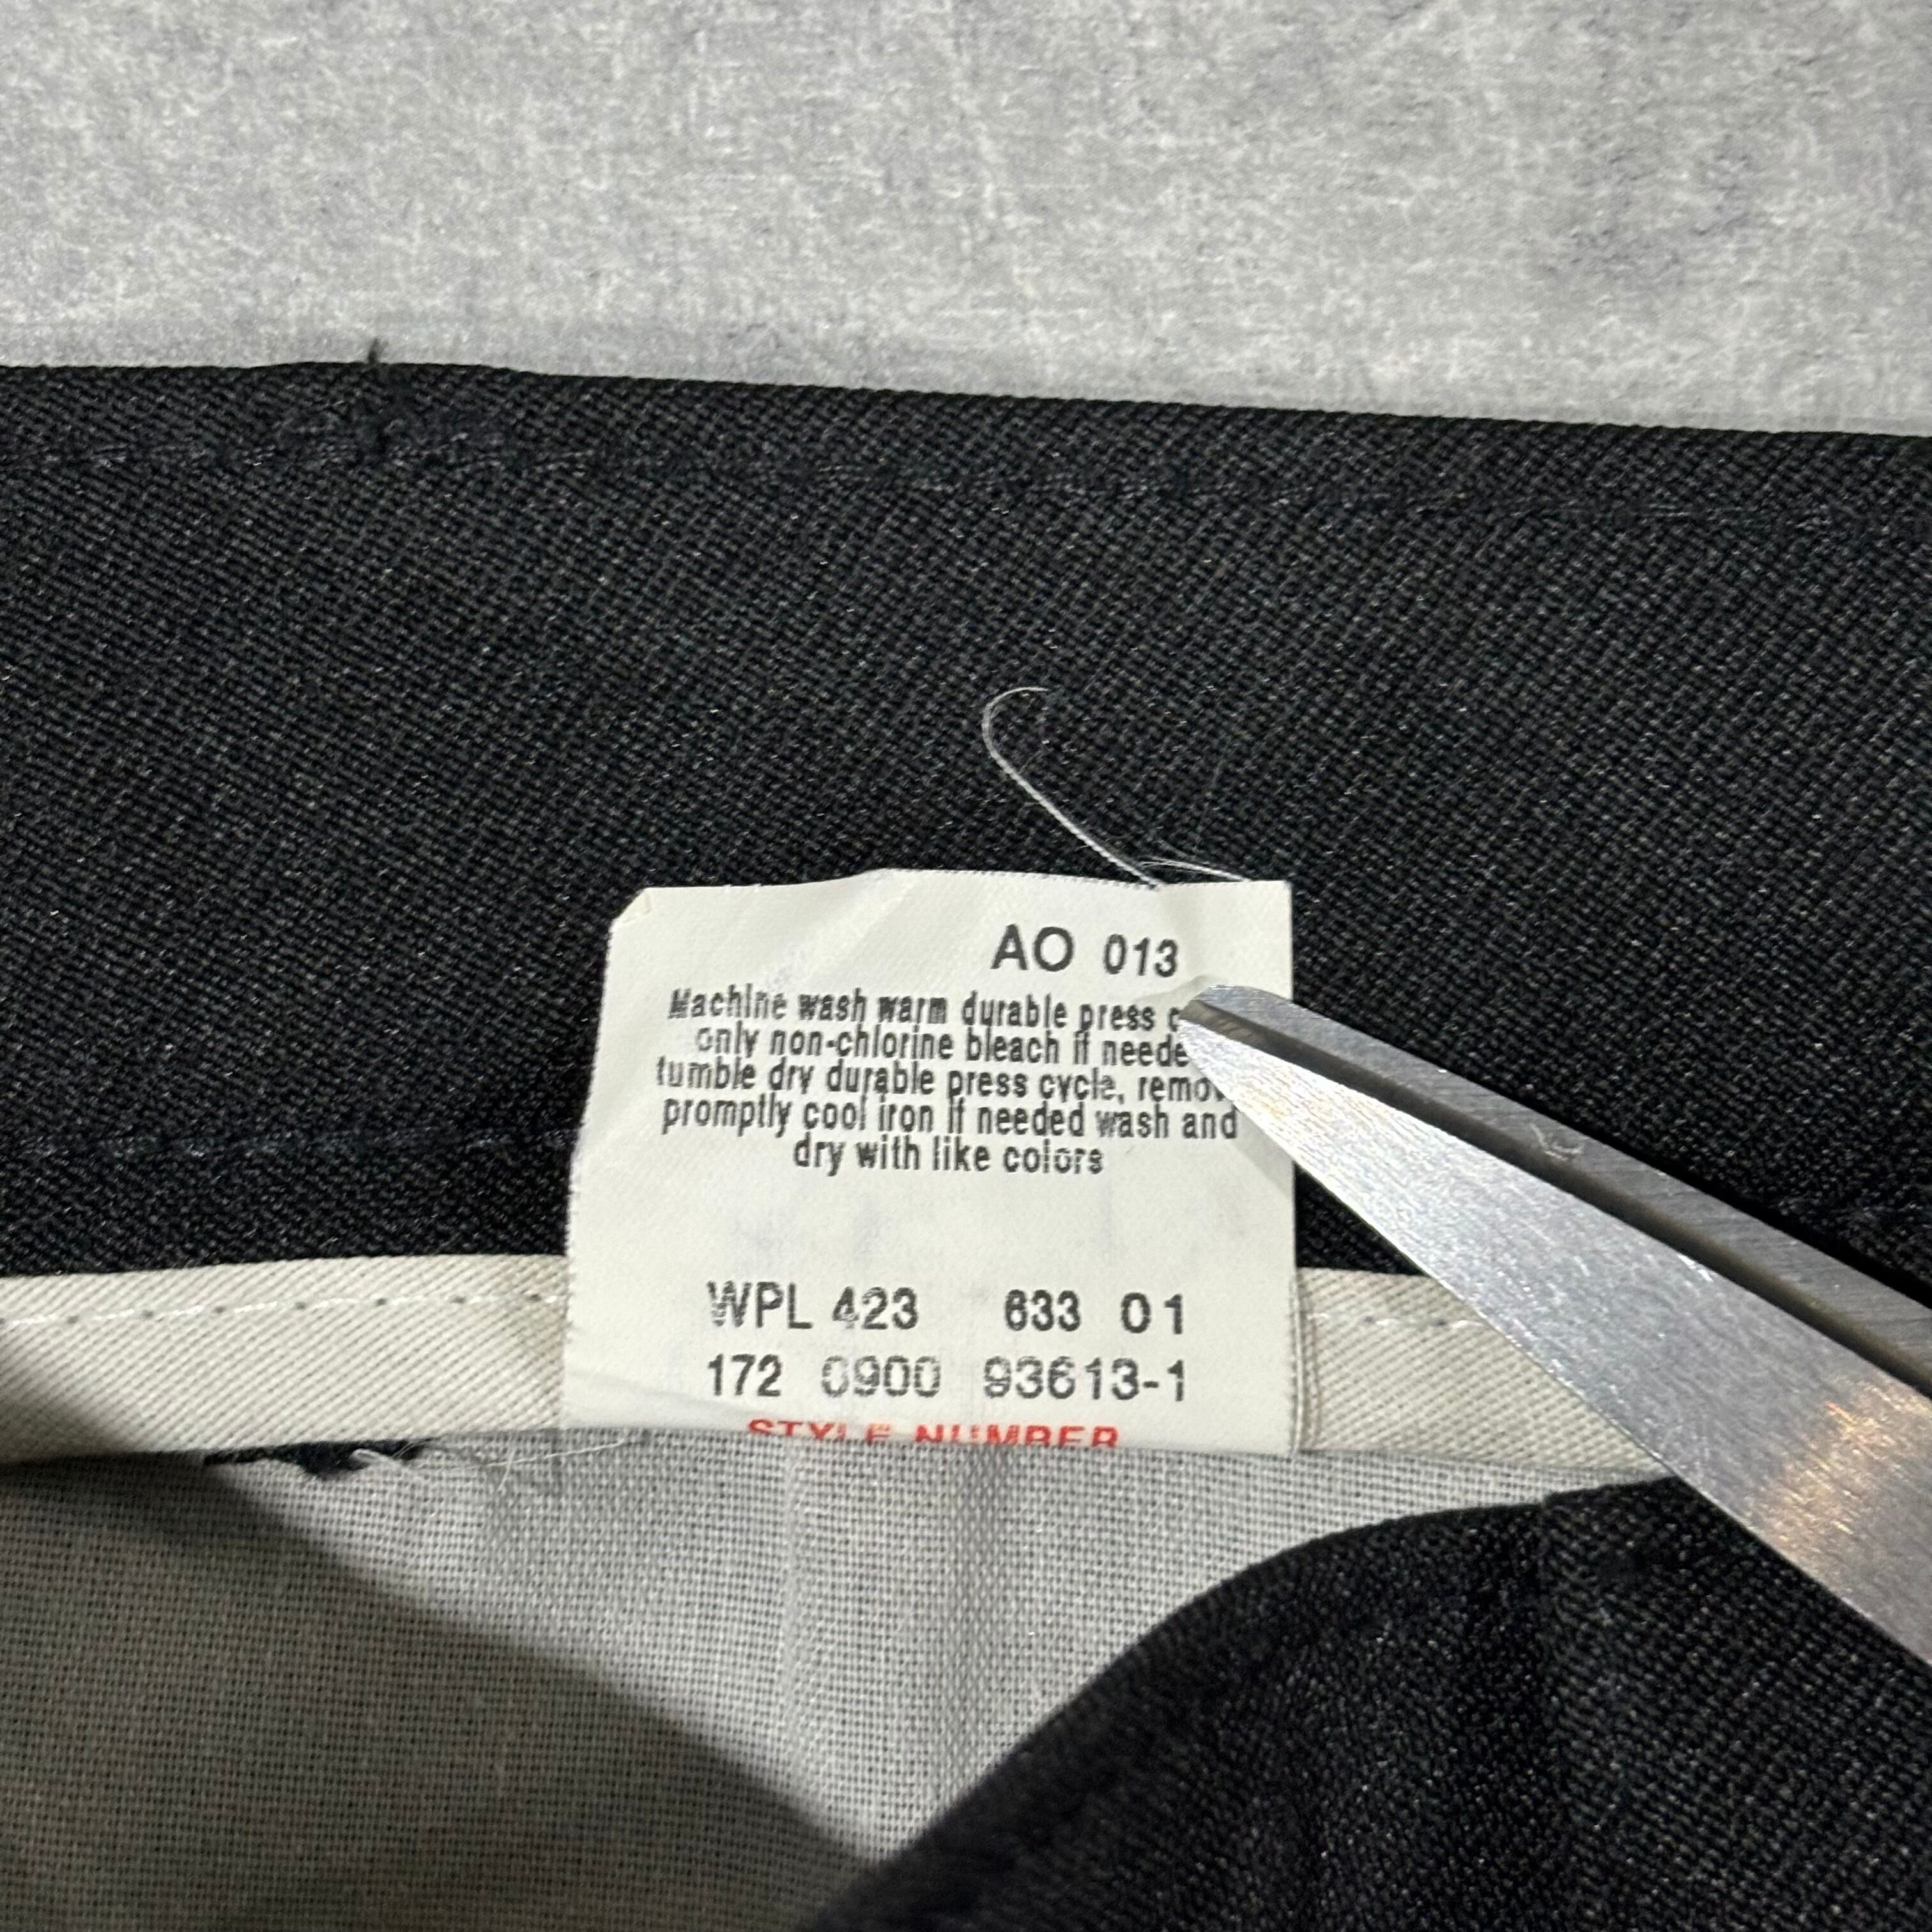 AO 013
Machine wash warm durable press
only non-chlorine bleach if neede
tumble dry durable press cycle, remov
promptly cool iron if needed wash and
dry with like colors
WPL 423 633 01
172 0900 93613-1
STYLE NUMBER